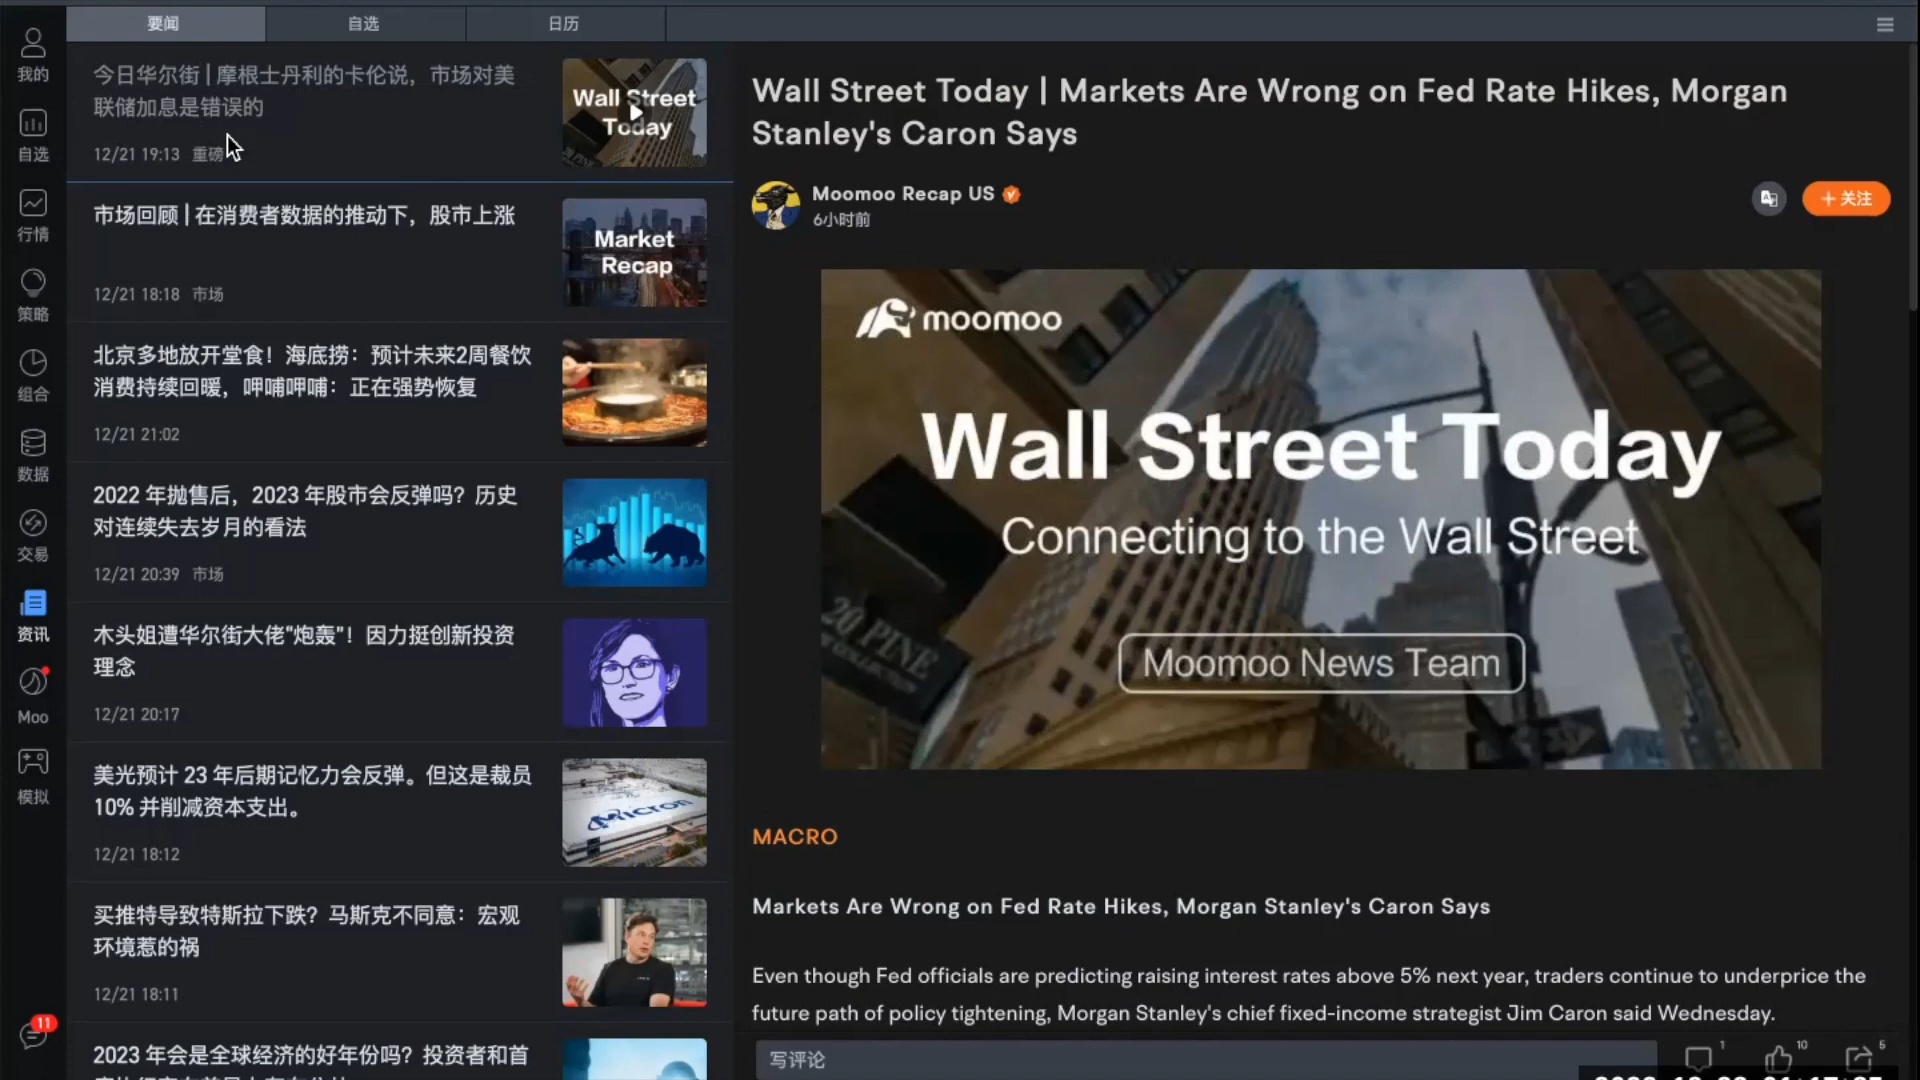 要闻
自选
日历
我的
自选
行情
策略
组合
数据
交易
资讯
Moo
模拟
11
今日华尔街 | 摩根士丹利的卡伦说，市场对美
联储加息是错误的
12/21 19:13 重磅
Wall Street
Today
市场回顾 | 在消费者数据的推动下，股市上涨
12/21 18:18 市场
Market
Recap
北京多地放开堂食！海底捞：预计未来2周餐饮
消费持续回暖，呷哺呷哺：正在强势恢复
12/21 21:02
2022 年抛售后，2023 年股市会反弹吗？历史
对连续失去岁月的看法
12/21 20:39 市场
木头姐遭华尔街大佬“炮轰”！因力挺创新投资
理念
12/21 20:17
美光预计 23 年后期记忆力会反弹。但这是裁员
10% 并削减资本支出。
12/21 18:12
Micron
买推特导致特斯拉下跌？马斯克不同意：宏观
环境惹的祸
12/21 18:11
2023 年会是全球经济的好年份吗？投资者和首
Wall Street Today | Markets Are Wrong on Fed Rate Hikes, Morgan
Stanley's Caron Says
Moomoo Recap US
6小时前
+ 关注
moomoo
Wall Street Today
Connecting to the Wall Street
20 PINE
Moomoo News Team
MACRO
Markets Are Wrong on Fed Rate Hikes, Morgan Stanley's Caron Says
Even though Fed officials are predicting raising interest rates above 5% next year, traders continue to underprice the
future path of policy tightening, Morgan Stanley's chief fixed-income strategist Jim Caron said Wednesday.
写评论
1
10
5